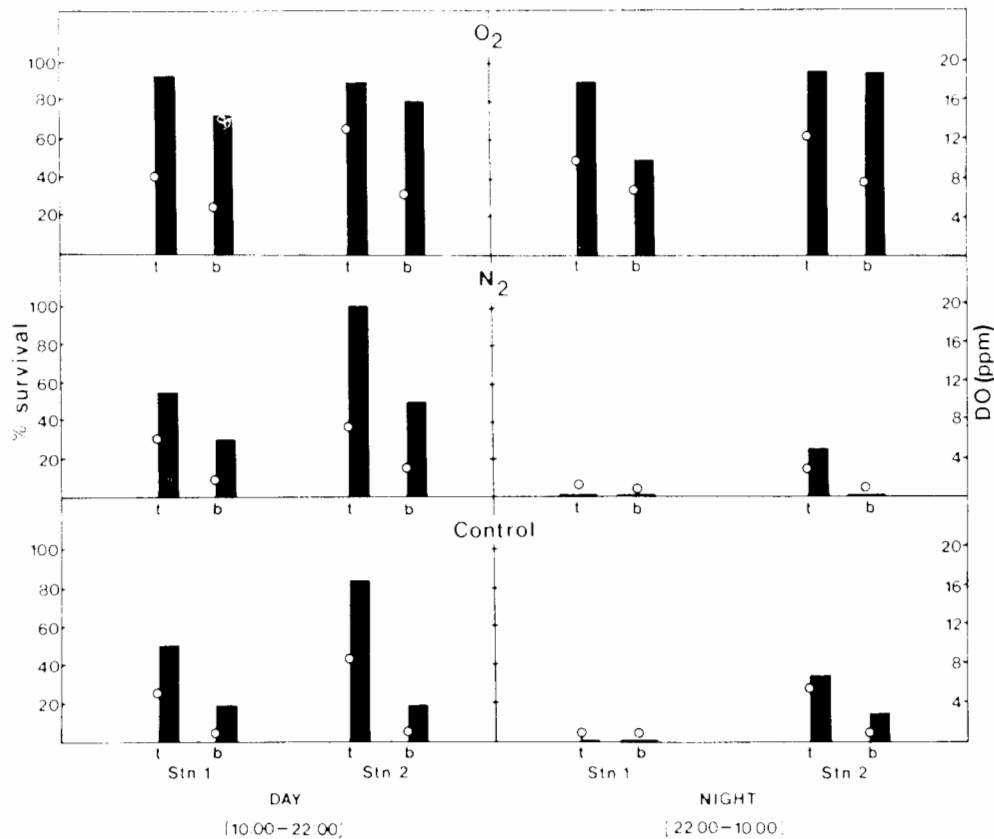 O2
100 20
80 16
60 12
40 8
20 4
t b t b t b t b
N2
100 20
80 16
60 12
40 8
20 4
% survival
DO (ppm)
t b t b t b t b
Control
100 20
80 16
60 12
40 8
20 4
t b t b t b t b
Stn 1 Stn 2 Stn 1 Stn 2
DAY NIGHT
[10.00-22.00] [22.00-10.00]